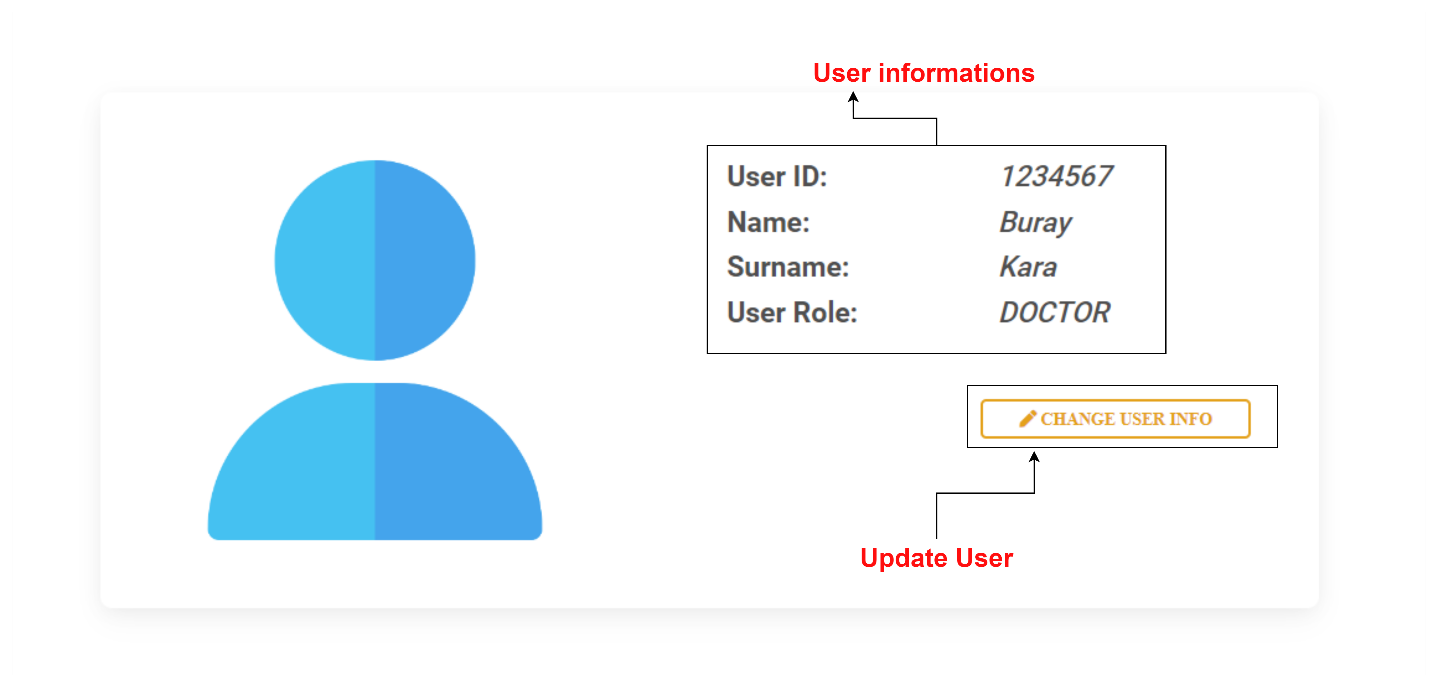 User informations
User ID: 1234567
Name: Buray
Surname: Kara
User Role: DOCTOR
CHANGE USER INFO
Update User